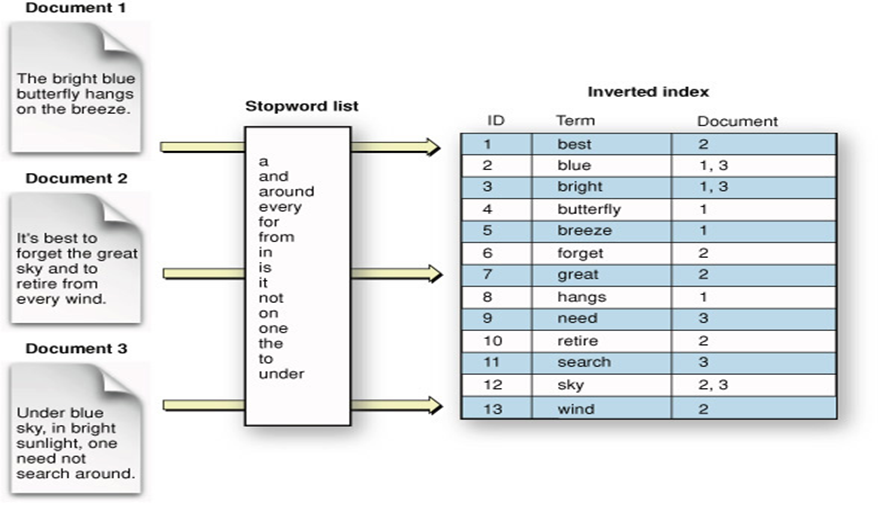 Document 1
The bright blue
butterfly hangs
on the breeze.
Document 2
It's best to
forget the great
sky and to
retire from
every wind.
Document 3
Under blue
sky, in bright
sunlight, one
need not
search around.
Stopword list
a
and
around
every
for
from
in
is
it
not
on
one
the
to
under
Inverted index
ID Term Document
1 best 2
2 blue 1, 3
3 bright 1, 3
4 butterfly 1
5 breeze 1
6 forget 2
7 great 2
8 hangs 1
9 need 3
10 retire 2
11 search 3
12 sky 2, 3
13 wind 2